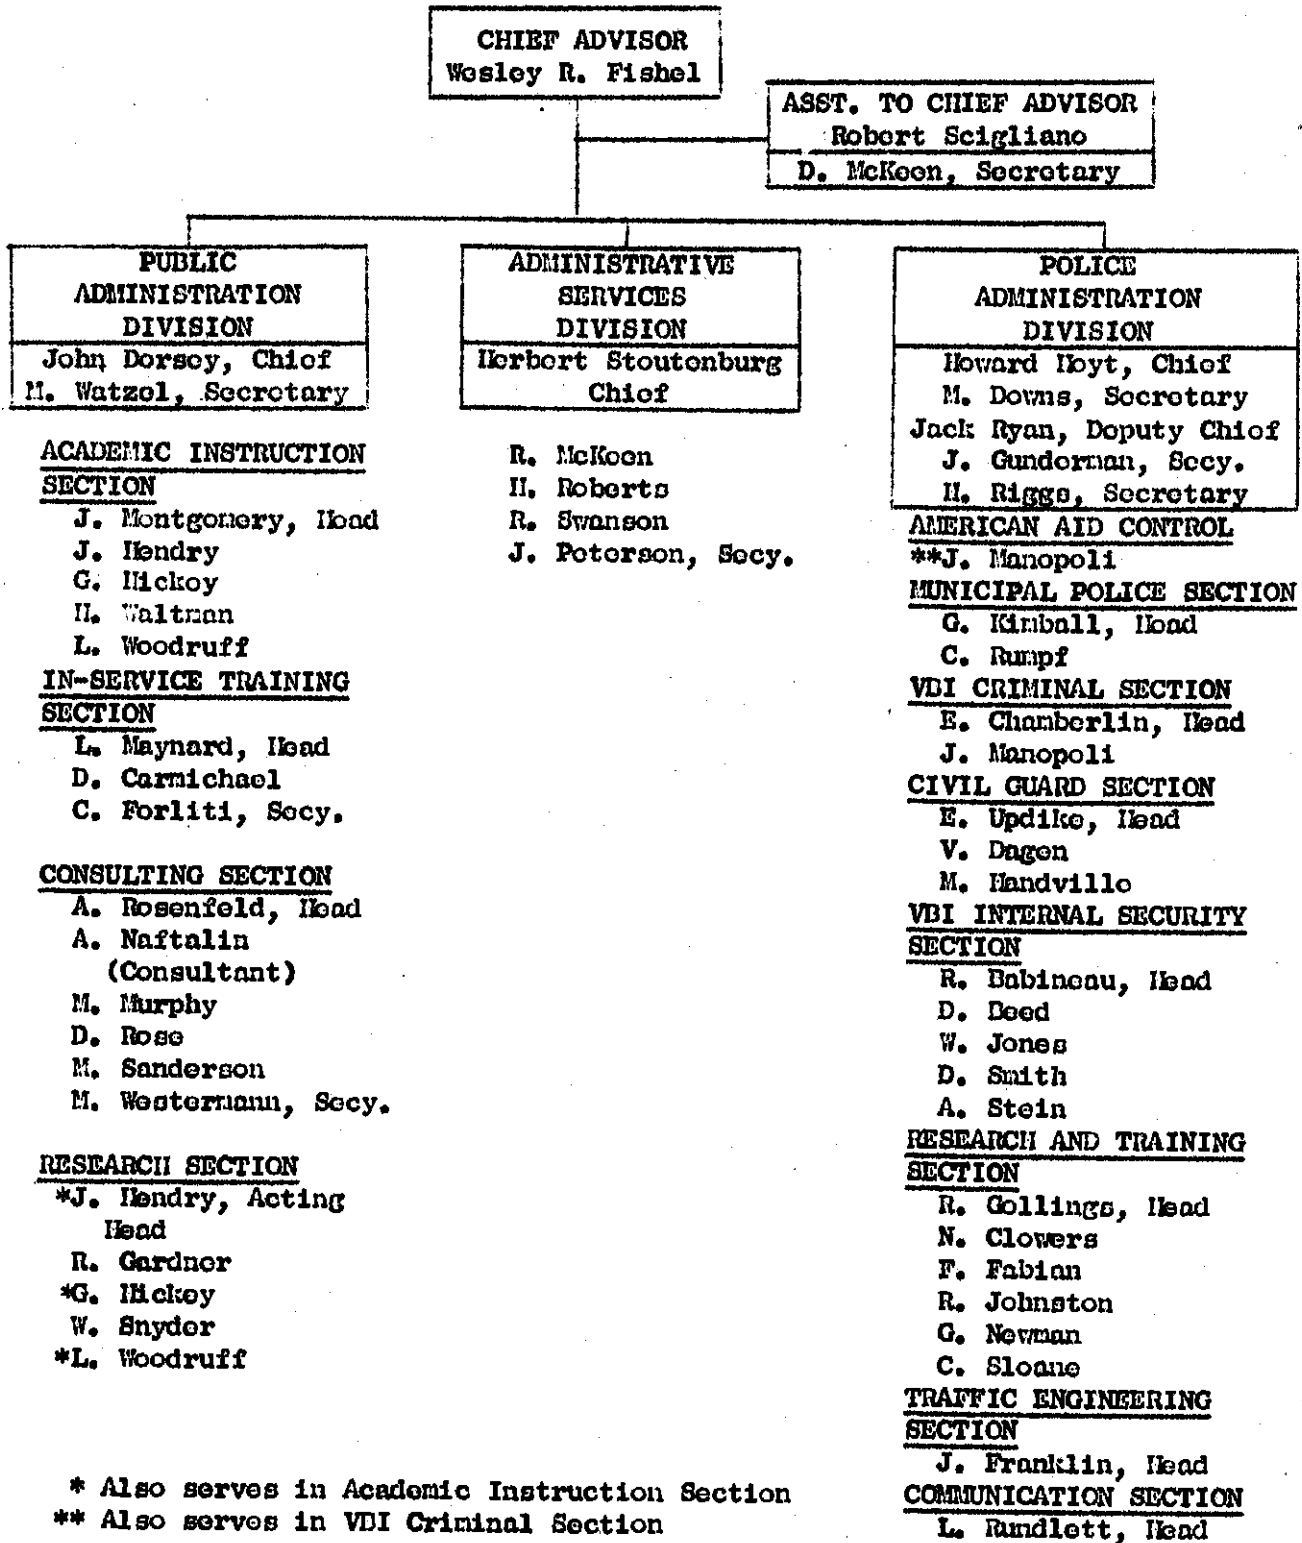 CHIEF ADVISOR
Wesley R. Fishel
ASST. TO CHIEF ADVISOR
Robert Scigliano
D. McKeen, Secretary
PUBLIC
ADMINISTRATION
DIVISION
John Dorsey, Chief
M. Watzel, Secretary
ACADEMIC INSTRUCTION
SECTION
J. Montgomery, Head
J. Hendry
G. Hickey
H. Waltman
L. Woodruff
IN-SERVICE TRAINING
SECTION
L. Maynard, Head
D. Carmichael
C. Forliti, Secy.
CONSULTING SECTION
A. Rosenfeld, Head
A. Naftalin
(Consultant)
M. Murphy
D. Rose
M. Sanderson
M. Westermann, Secy.
RESEARCH SECTION
*J. Hendry, Acting
Head
R. Gardner
*G. Hickey
W. Snyder
*L. Woodruff
ADMINISTRATIVE
SERVICES
DIVISION
Herbert Stoutenburg
Chief
R. McKeen
H. Roberts
R. Swanson
J. Peterson, Secy.
POLICE
ADMINISTRATION
DIVISION
Howard Hoyt, Chief
M. Downs, Secretary
Jack Ryan, Deputy Chief
J. Gunderman, Secy.
H. Riggs, Secretary
AMERICAN AID CONTROL
**J. Manopoli
MUNICIPAL POLICE SECTION
G. Kimball, Head
C. Rumpf
VBI CRIMINAL SECTION
E. Chamberlin, Head
J. Manopoli
CIVIL GUARD SECTION
E. Updike, Head
V. Dagen
M. Handville
VBI INTERNAL SECURITY
SECTION
R. Babineau, Head
D. Beed
W. Jones
D. Smith
A. Stein
RESEARCH AND TRAINING
SECTION
R. Gollings, Head
N. Clowers
F. Fabian
R. Johnston
G. Newman
C. Sloane
TRAFFIC ENGINEERING
SECTION
J. Franklin, Head
COMMUNICATION SECTION
L. Rundlett, Head
* Also serves in Academic Instruction Section
** Also serves in VBI Criminal Section